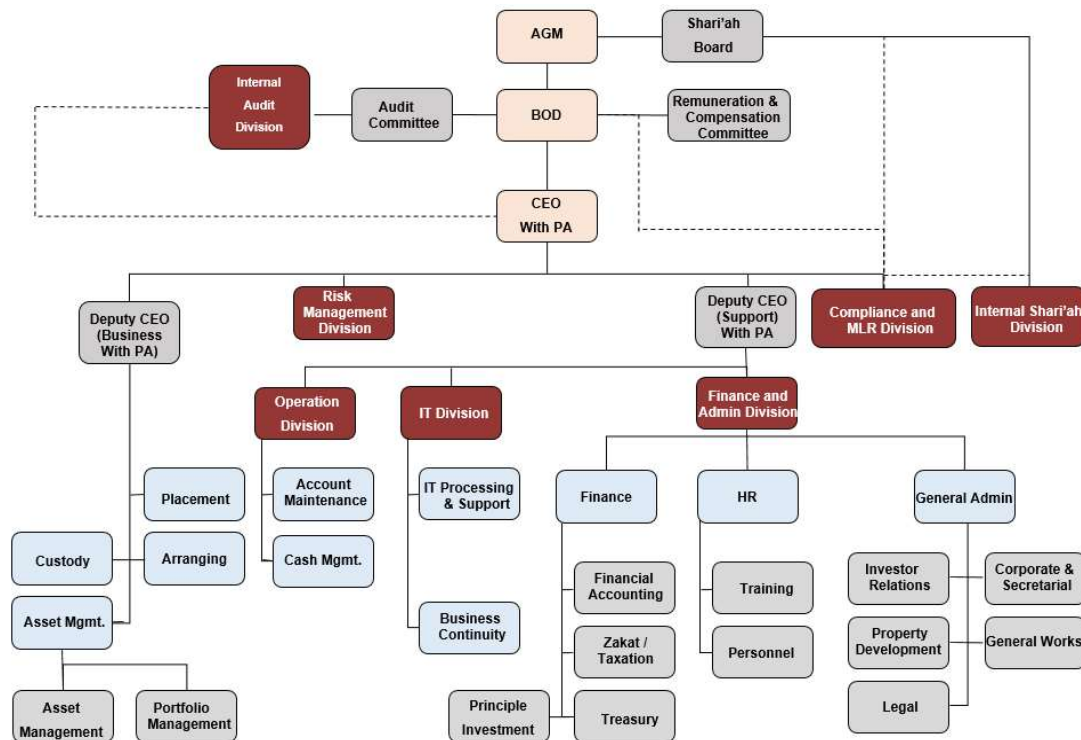 AGM
Shari'ah
Board
Internal
Audit
Division
Audit
Committee
BOD
Remuneration &
Compensation
Committee
CEO
With PA
Deputy CEO
(Business
With PA)
Risk
Management
Division
Deputy CEO
(Support)
With PA
Compliance and
MLR Division
Internal Shari'ah
Division
Operation
Division
IT Division
Finance and
Admin Division
Placement
Account
Maintenance
IT Processing
& Support
Finance
HR
General Admin
Custody
Arranging
Cash Mgmt.
Financial
Accounting
Training
Investor
Relations
Corporate &
Secretarial
Asset Mgmt.
Business
Continuity
Zakat /
Taxation
Personnel
Property
Development
General Works
Asset
Management
Portfolio
Management
Principle
Investment
Treasury
Legal